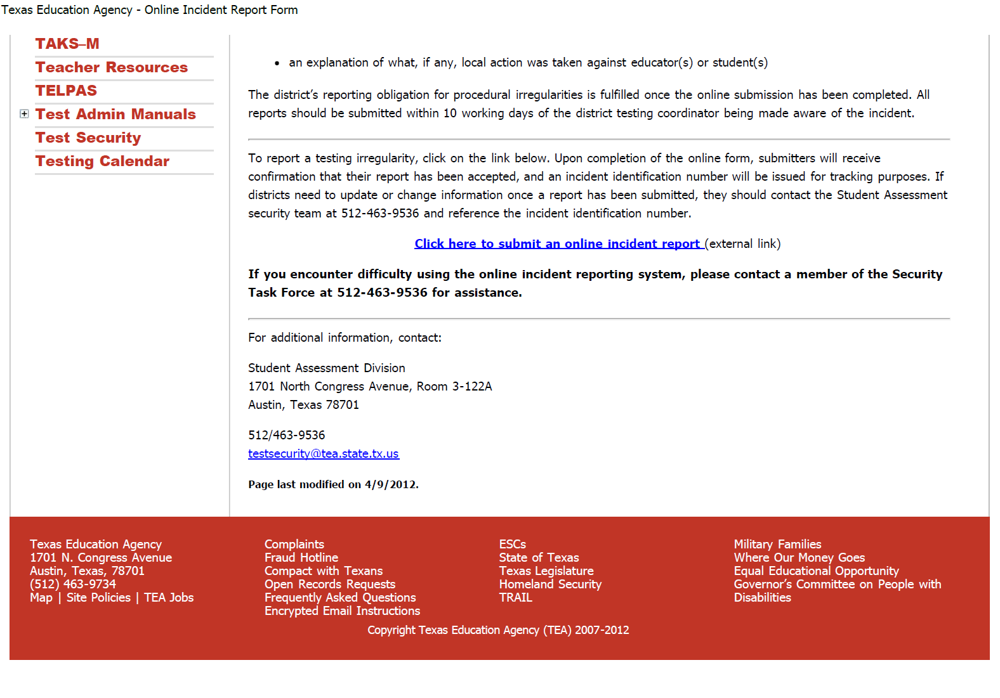 Texas Education Agency - Online Incident Report Form
TAKS–M
Teacher Resources
TELPAS
Test Admin Manuals
Test Security
Testing Calendar
• an explanation of what, if any, local action was taken against educator(s) or student(s)
The district’s reporting obligation for procedural irregularities is fulfilled once the online submission has been completed. All
reports should be submitted within 10 working days of the district testing coordinator being made aware of the incident.
To report a testing irregularity, click on the link below. Upon completion of the online form, submitters will receive
confirmation that their report has been accepted, and an incident identification number will be issued for tracking purposes. If
districts need to update or change information once a report has been submitted, they should contact the Student Assessment
security team at 512-463-9536 and reference the incident identification number.
Click here to submit an online incident report (external link)
If you encounter difficulty using the online incident reporting system, please contact a member of the Security
Task Force at 512-463-9536 for assistance.
For additional information, contact:
Student Assessment Division
1701 North Congress Avenue, Room 3-122A
Austin, Texas 78701
512/463-9536
testsecurity@tea.state.tx.us
Page last modified on 4/9/2012.
Texas Education Agency
1701 N. Congress Avenue
Austin, Texas, 78701
(512) 463-9734
Map | Site Policies | TEA Jobs
Complaints
Fraud Hotline
Compact with Texans
Open Records Requests
Frequently Asked Questions
Encrypted Email Instructions
ESCs
State of Texas
Texas Legislature
Homeland Security
TRAIL
Military Families
Where Our Money Goes
Equal Educational Opportunity
Governor’s Committee on People with
Disabilities
Copyright Texas Education Agency (TEA) 2007-2012